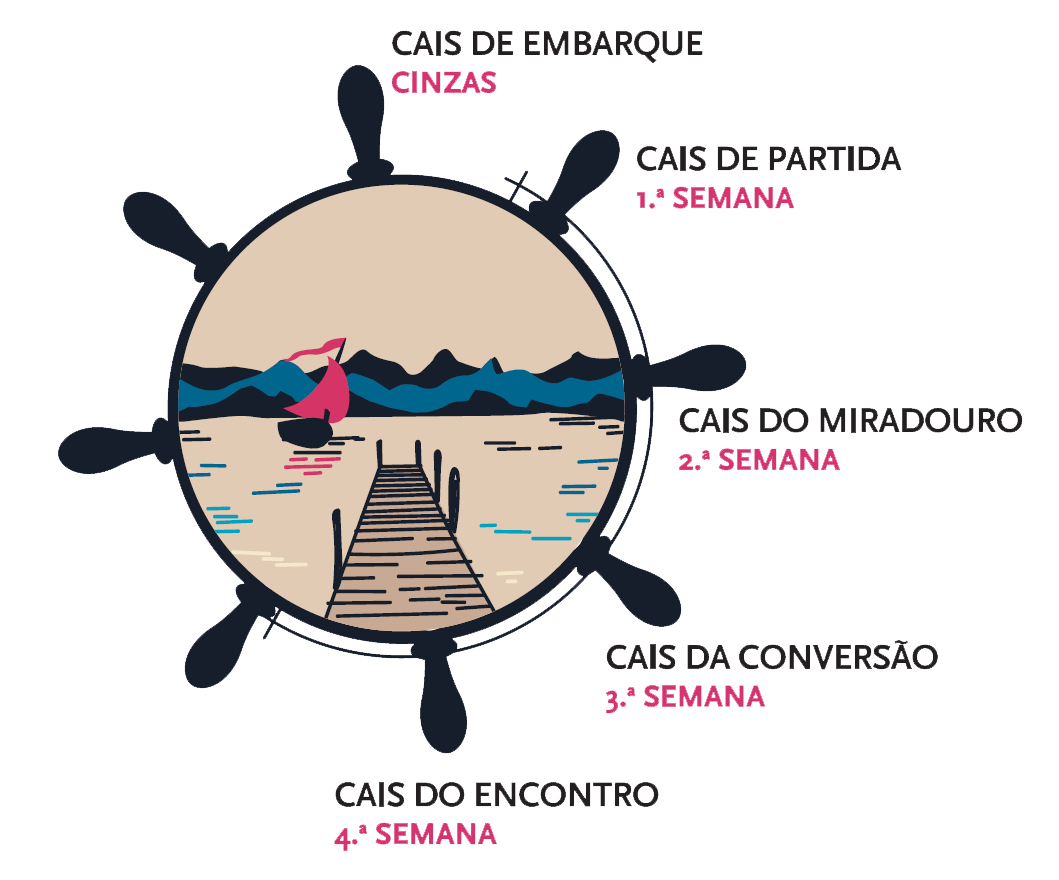 CAIS DE EMBARQUE
CINZAS
CAIS DE PARTIDA
1.ª SEMANA
CAIS DO MIRADOURO
2.ª SEMANA
CAIS DA CONVERSÃO
3.ª SEMANA
CAIS DO ENCONTRO
4.ª SEMANA